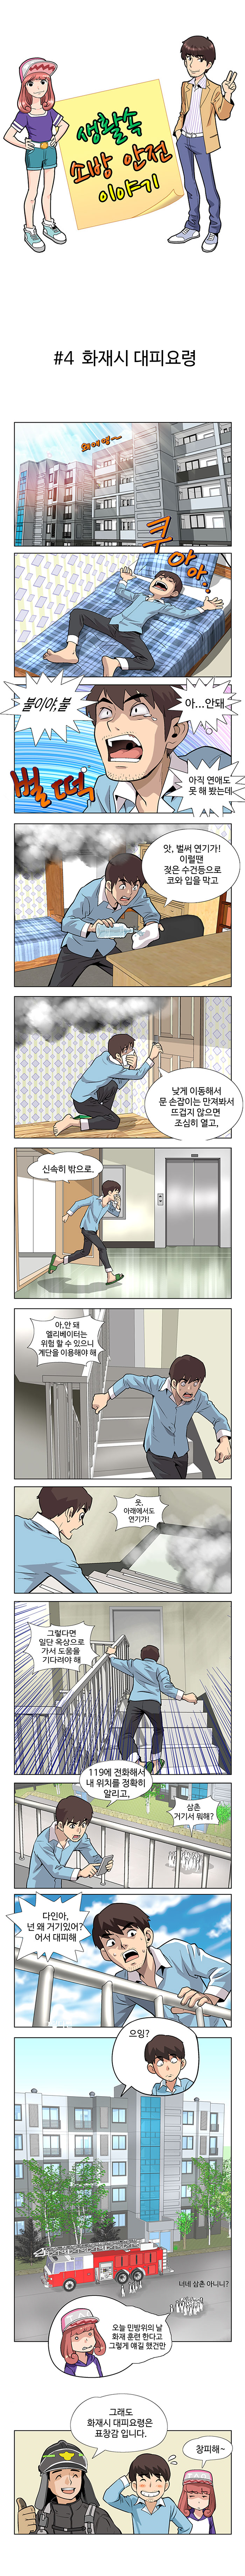 생활속
소방 안전
이야기
#4 화재시 대피요령
왜애앵~
쿠아아..
불이야,불
아...안돼
벌떡
아직 연애도
못 해 봤는데
앗, 벌써 연기가!
이럴땐
젖은 수건등으로
코와 입을 막고
낮게 이동해서
문 손잡이는 만져봐서
뜨겁지 않으면
조심히 열고,
신속히 밖으로.
아,안 돼
엘리베이터는
위험 할 수 있으니
계단을 이용해야 해
웃,
아래에서도
연기가!
그렇다면
일단 옥상으로
가서 도움을
기다려야 해
119에 전화해서
내 위치를 정확히
알리고,
삼촌
거기서 뭐해?
다인아,
넌 왜 거기있어?
어서 대피해
으잉?
너네 삼촌 아니니?
오늘 민방위의 날
화재 훈련 한다고
그렇게 얘길 했건만
그래도
화재시 대피요령은
표창감 입니다.
창피해~